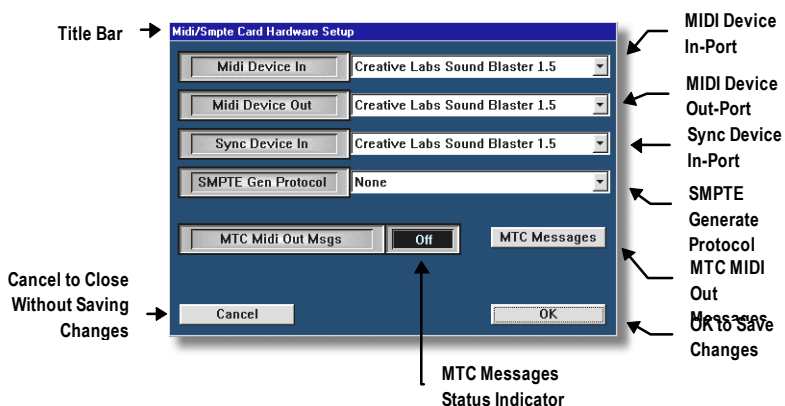 Title Bar
Midi/Smpte Card Hardware Setup
MIDI Device
In-Port
Midi Device In
Creative Labs Sound Blaster 1.5
MIDI Device
Out-Port
Midi Device Out
Creative Labs Sound Blaster 1.5
Sync Device
In-Port
Sync Device In
Creative Labs Sound Blaster 1.5
SMPTE Gen Protocol
None
SMPTE
Generate
Protocol
MTC Midi Out Msgs
Off
MTC Messages
MTC MIDI
Out
Messages
Cancel to Close
Without Saving
Changes
Cancel
OK
OK to Save
Changes
MTC Messages
Status Indicator